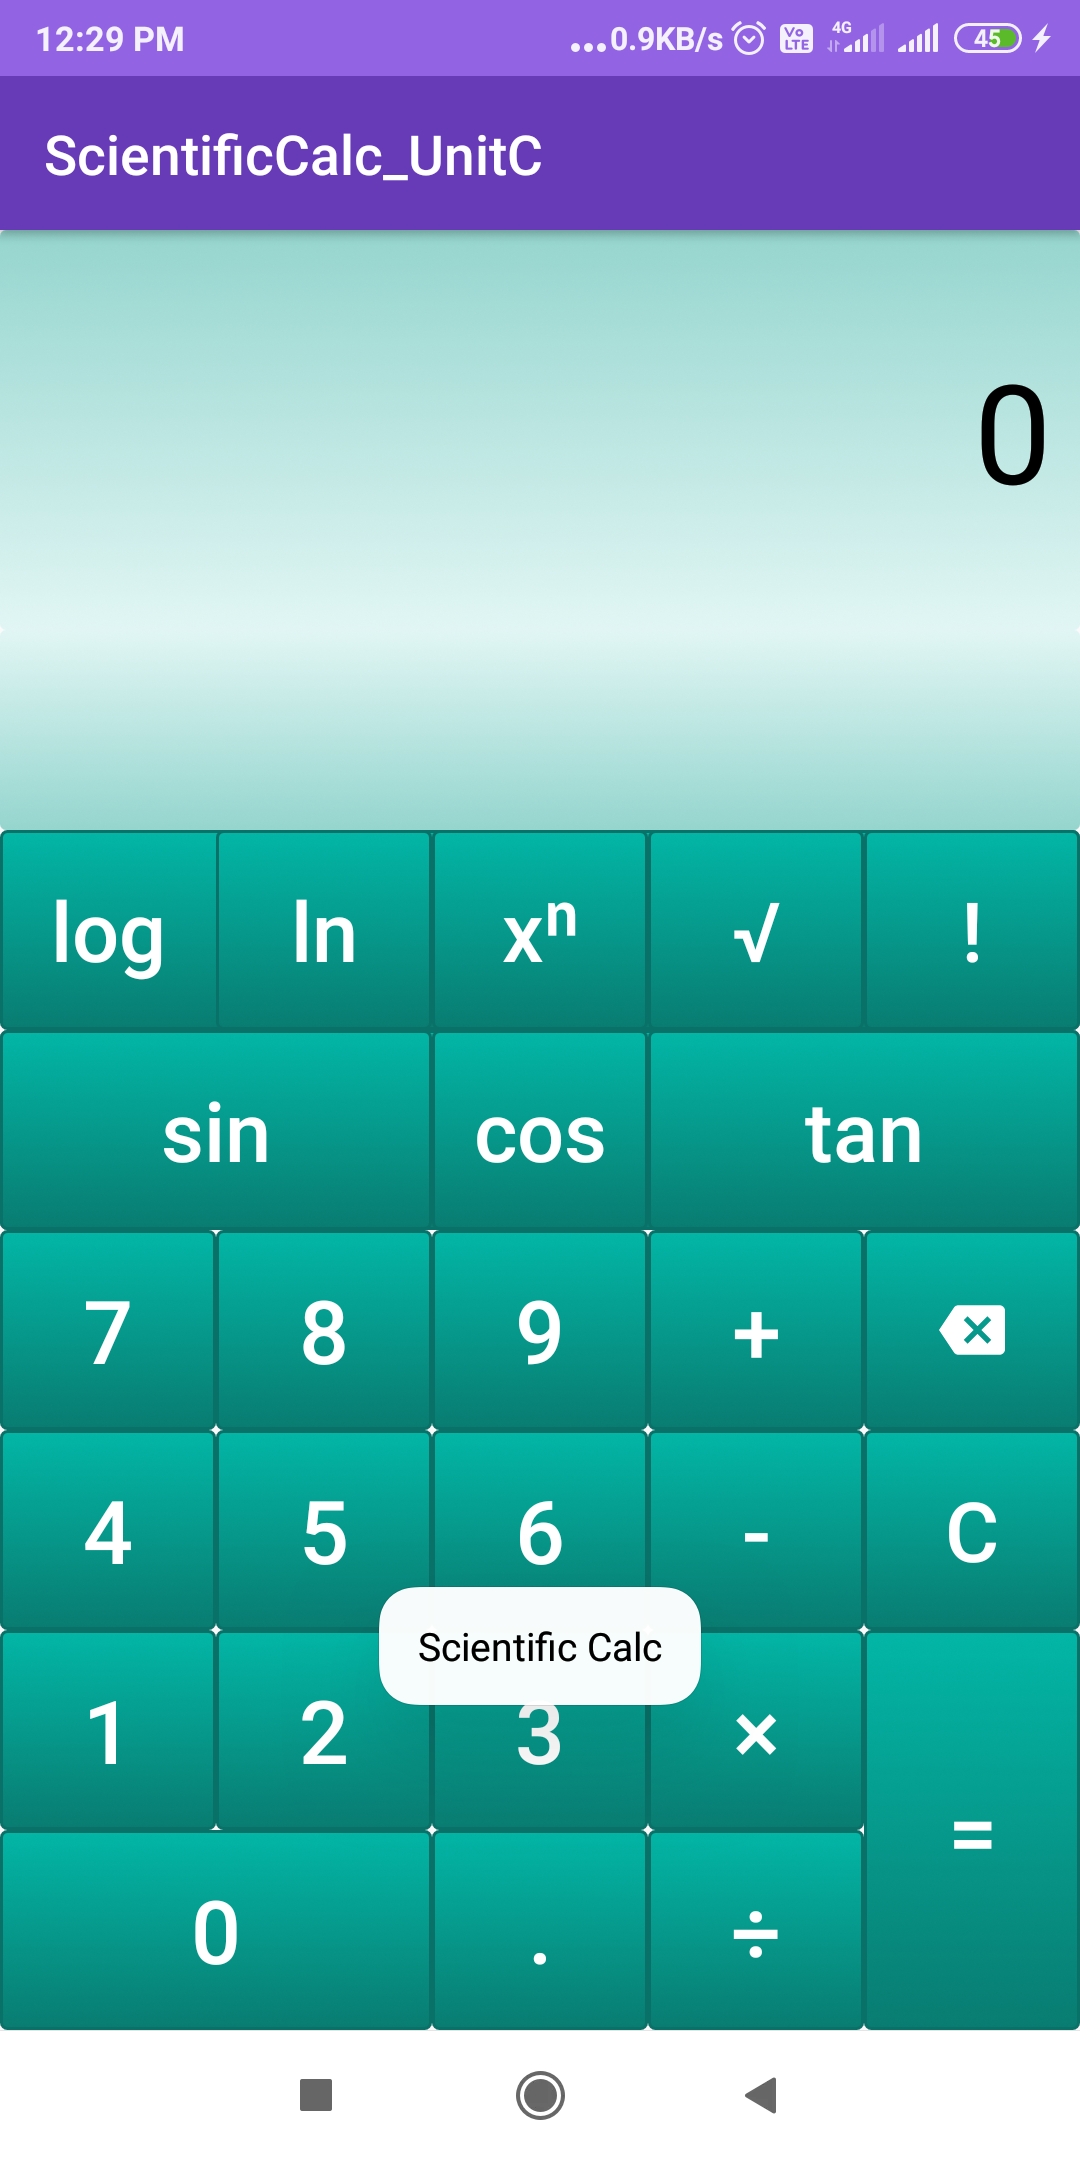 12:29 PM ...0.9KB/s Vo LTE 4G 45
ScientificCalc_UnitC
0
log ln xⁿ √ !
sin cos tan
7 8 9 +
4 5 6 - C
Scientific Calc
1 2 3 ×
=
0 . ÷